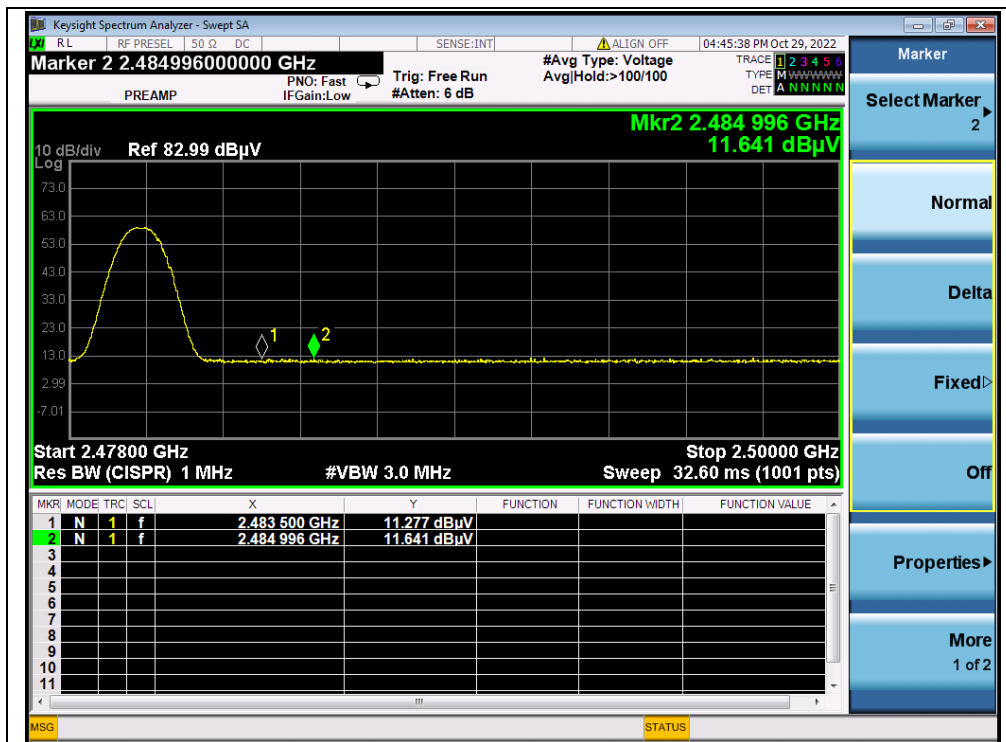 Keysight Spectrum Analyzer - Swept SA
LXI RL RF PRESEL 50 Ω DC SENSE:INT ALIGN OFF 04:45:38 PM Oct 29, 2022
Marker 2 2.484996000000 GHz
PREAMP
PNO: Fast
IFGain:Low
Trig: Free Run
#Atten: 6 dB
#Avg Type: Voltage
Avg|Hold:>100/100
TRACE 1 2 3 4 5 6
TYPE M WWWWW
DET A N N N N N
Mkr2 2.484 996 GHz
11.641 dBµV
10 dB/div Ref 82.99 dBµV
Log
73.0
63.0
53.0
43.0
33.0
23.0
13.0
2.99
-7.01
1
2
Start 2.47800 GHz Stop 2.50000 GHz
Res BW (CISPR) 1 MHz #VBW 3.0 MHz Sweep 32.60 ms (1001 pts)
MKR MODE TRC SCL X Y FUNCTION FUNCTION WIDTH FUNCTION VALUE
1 N 1 f 2.483 500 GHz 11.277 dBµV
2 N 1 f 2.484 996 GHz 11.641 dBµV
3
4
5
6
7
8
9
10
11
MSG STATUS
Marker
Select Marker
2
Normal
Delta
Fixed
Off
Properties
More
1 of 2